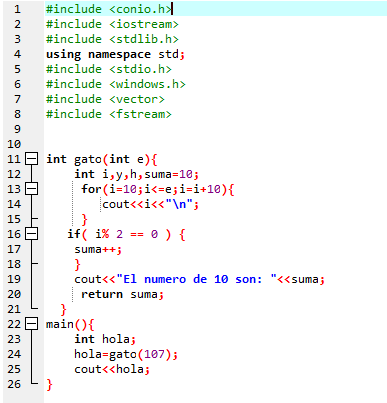 1 #include <conio.h>
2 #include <iostream>
3 #include <stdlib.h>
4 using namespace std;
5 #include <stdio.h>
6 #include <windows.h>
7 #include <vector>
8 #include <fstream>
9
10
11 int gato(int e){
12 int i,y,h,suma=10;
13 for(i=10;i<=e;i=i+10){
14 cout<<i<<"\n";
15 }
16 if( i% 2 == 0 ) {
17 suma++;
18 }
19 cout<<"El numero de 10 son: "<<suma;
20 return suma;
21 }
22 main(){
23 int hola;
24 hola=gato(107);
25 cout<<hola;
26 }